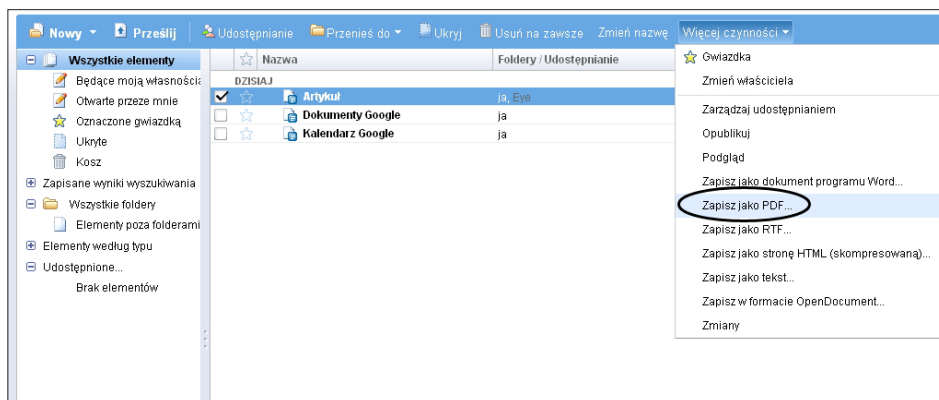 Nowy Prześlij Udostępnianie Przenieś do Ukryj Usuń na zawsze Zmień nazwę Więcej czynności
Wszystkie elementy
Będące moją własnością
Otwarte przeze mnie
Oznaczone gwiazdką
Ukryte
Kosz
Zapisane wyniki wyszukiwania
Wszystkie foldery
Elementy poza folderami
Elementy według typu
Udostępnione...
Brak elementów
Nazwa Foldery / Udostępnianie
DZISIAJ
Artykuł ja, Eye
Dokumenty Google ja
Kalendarz Google ja
Gwiazdka
Zmień właściciela
Zarządzaj udostępnianiem
Opublikuj
Podgląd
Zapisz jako dokument programu Word...
Zapisz jako PDF...
Zapisz jako RTF...
Zapisz jako stronę HTML (skompresowaną)...
Zapisz jako tekst...
Zapisz w formacie OpenDocument...
Zmiany